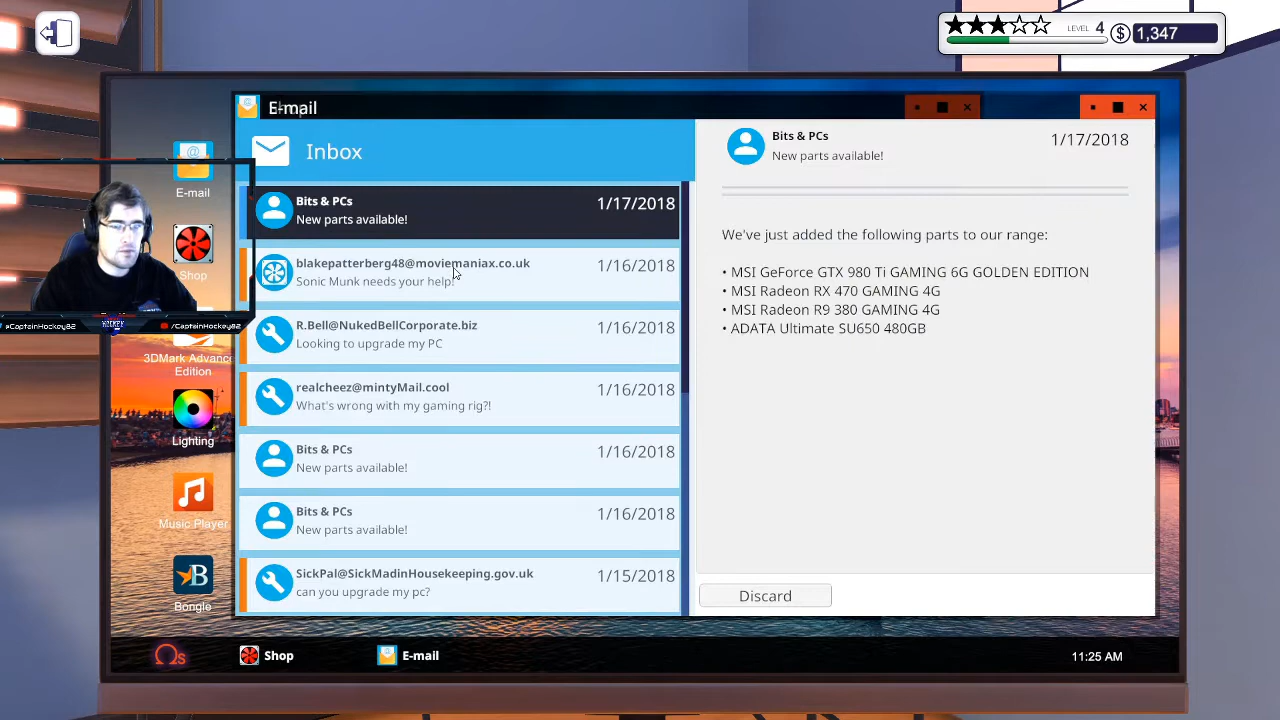 LEVEL 4
$ 1,347
E-mail
Inbox
Bits & PCs
New parts available!
1/17/2018
blakepatterberg48@moviemaniax.co.uk
Sonic Munk needs your help!
1/16/2018
R.Bell@NukedBellCorporate.biz
Looking to upgrade my PC
1/16/2018
realcheez@mintyMail.cool
What's wrong with my gaming rig?!
1/16/2018
Bits & PCs
New parts available!
1/16/2018
Bits & PCs
New parts available!
1/16/2018
SickPal@SickMadinHousekeeping.gov.uk
can you upgrade my pc?
1/15/2018
Bits & PCs
New parts available!
1/17/2018
We've just added the following parts to our range:
• MSI GeForce GTX 980 Ti GAMING 6G GOLDEN EDITION
• MSI Radeon RX 470 GAMING 4G
• MSI Radeon R9 380 GAMING 4G
• ADATA Ultimate SU650 480GB
Discard
E-mail
Shop
@CaptainHockey82
/CaptainHockey82
3DMark Advanc
Edition
Lighting
Music Player
Bongle
Ωs
Shop
E-mail
11:25 AM